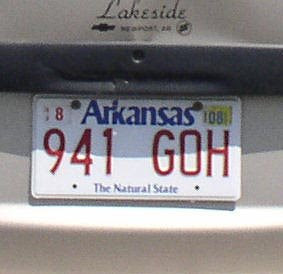 Lakeside
NEWPORT, AR
8 Arkansas 08
941 GOH
The Natural State